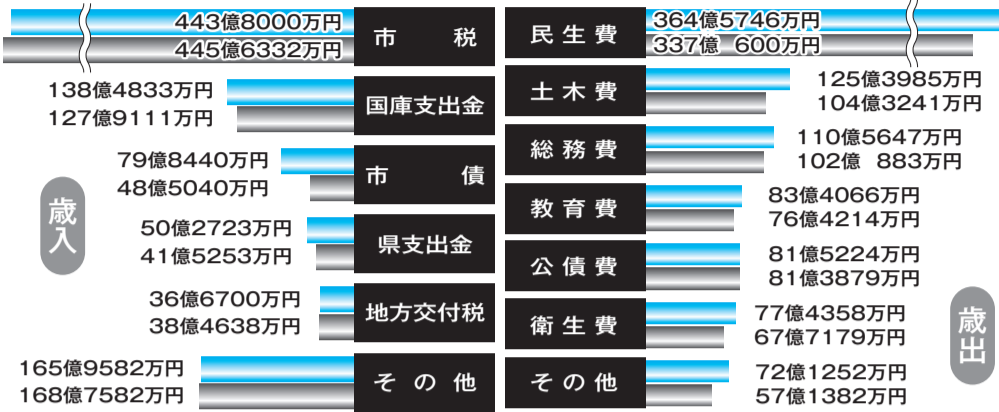 歳入
市税
443億8000万円
445億6332万円
国庫支出金
138億4833万円
127億9111万円
市債
79億8440万円
48億5040万円
県支出金
50億2723万円
41億5253万円
地方交付税
36億6700万円
38億4638万円
その他
165億9582万円
168億7582万円
歳出
民生費
364億5746万円
337億 600万円
土木費
125億3985万円
104億3241万円
総務費
110億5647万円
102億 883万円
教育費
83億4066万円
76億4214万円
公債費
81億5224万円
81億3879万円
衛生費
77億4358万円
67億7179万円
その他
72億1252万円
57億1382万円